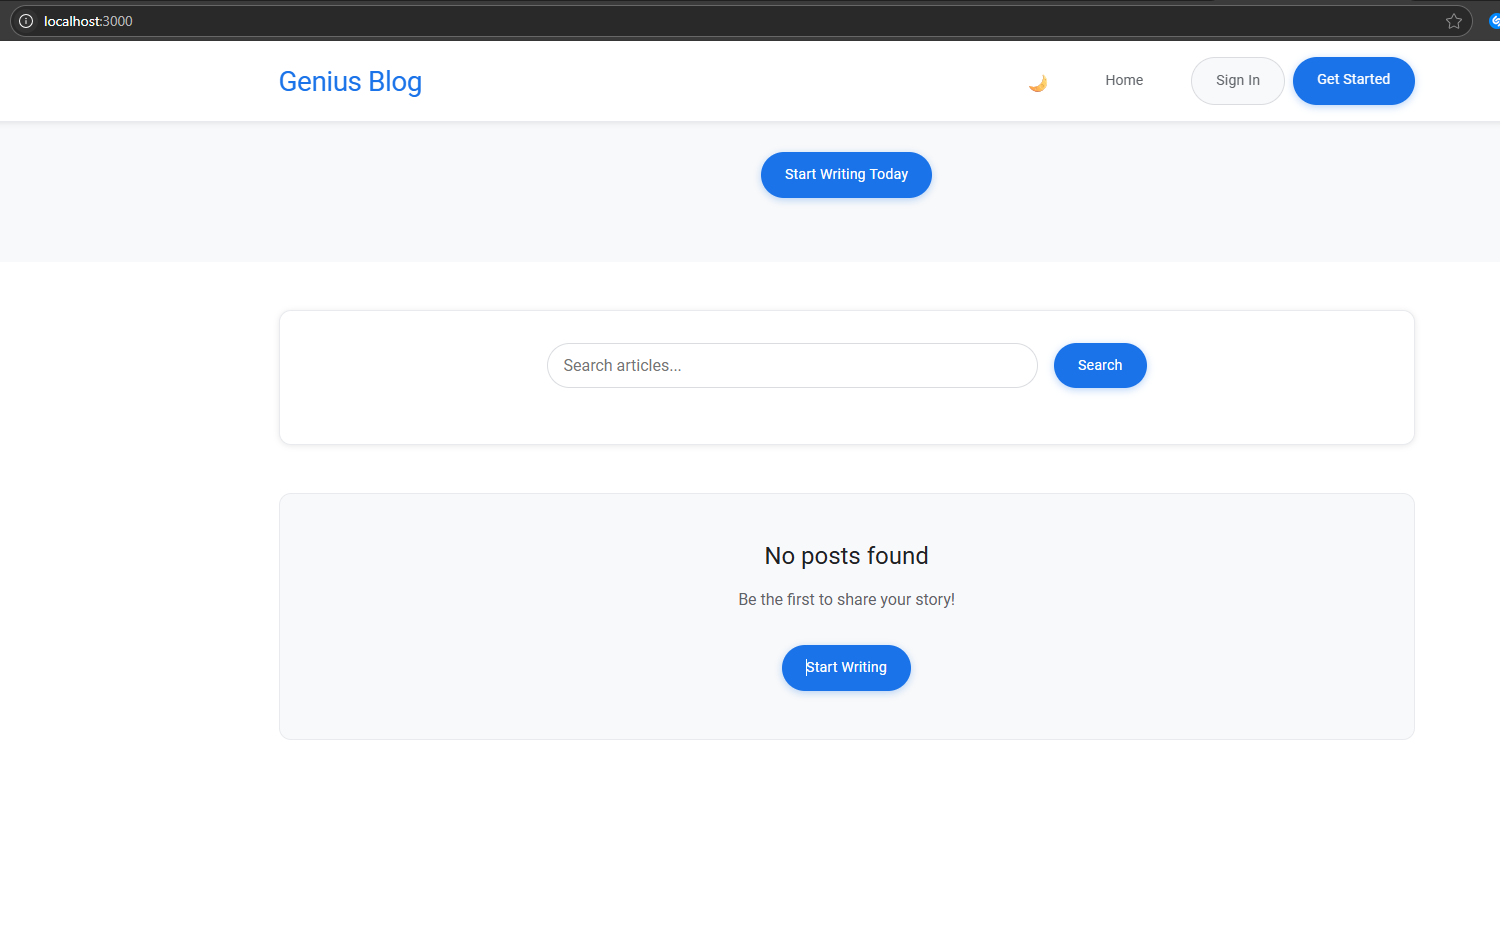 localhost:3000
Genius Blog
Home
Sign In
Get Started
Start Writing Today
Search articles...
Search
No posts found
Be the first to share your story!
Start Writing